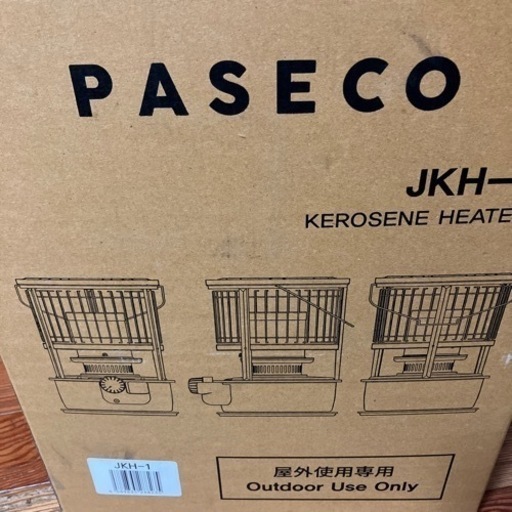 PASECO
JKH-
KEROSENE HEATE
JKH-1
屋外使用専用
Outdoor Use Only